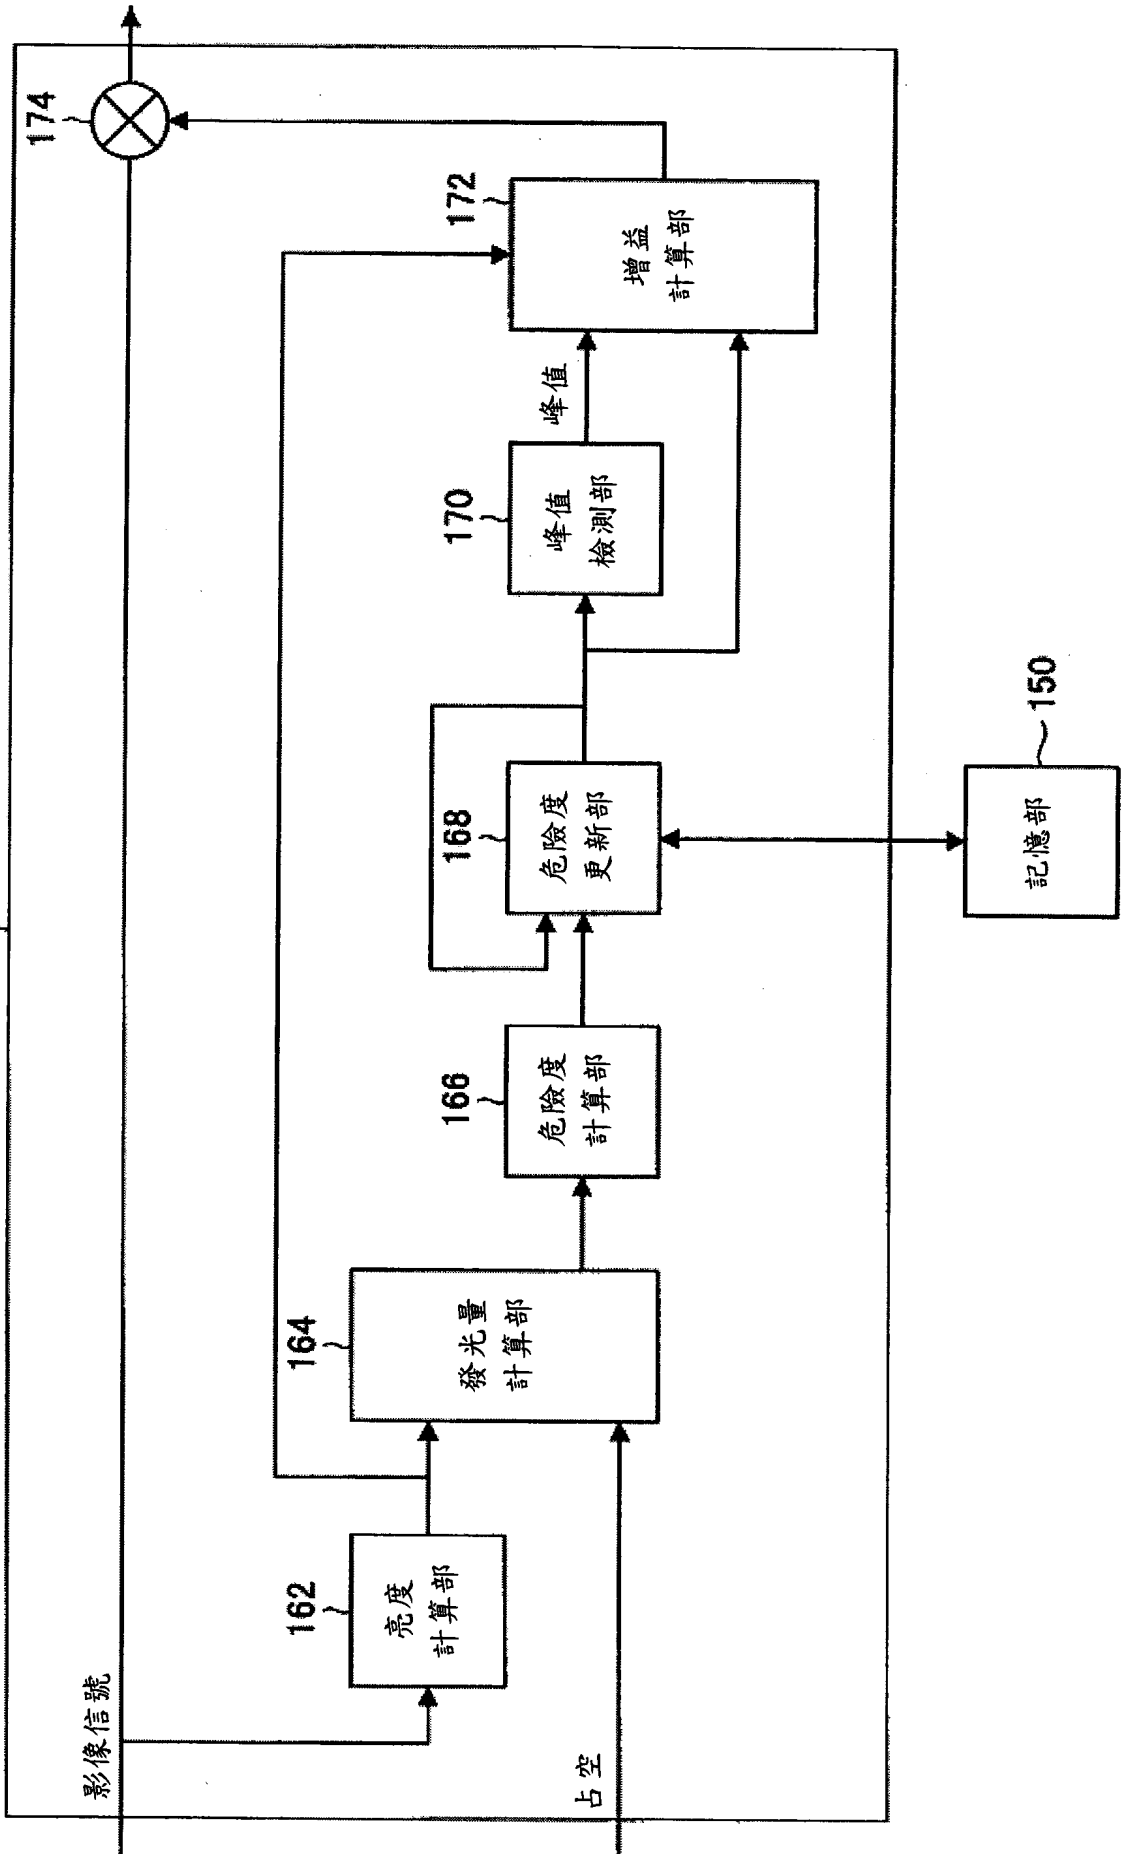 影像信號
174
172
增益
計算部
峰值
170
峰值
檢測部
168
危險度
更新部
150
記憶部
166
危險度
計算部
164
發光量
計算部
162
亮度
計算部
占空